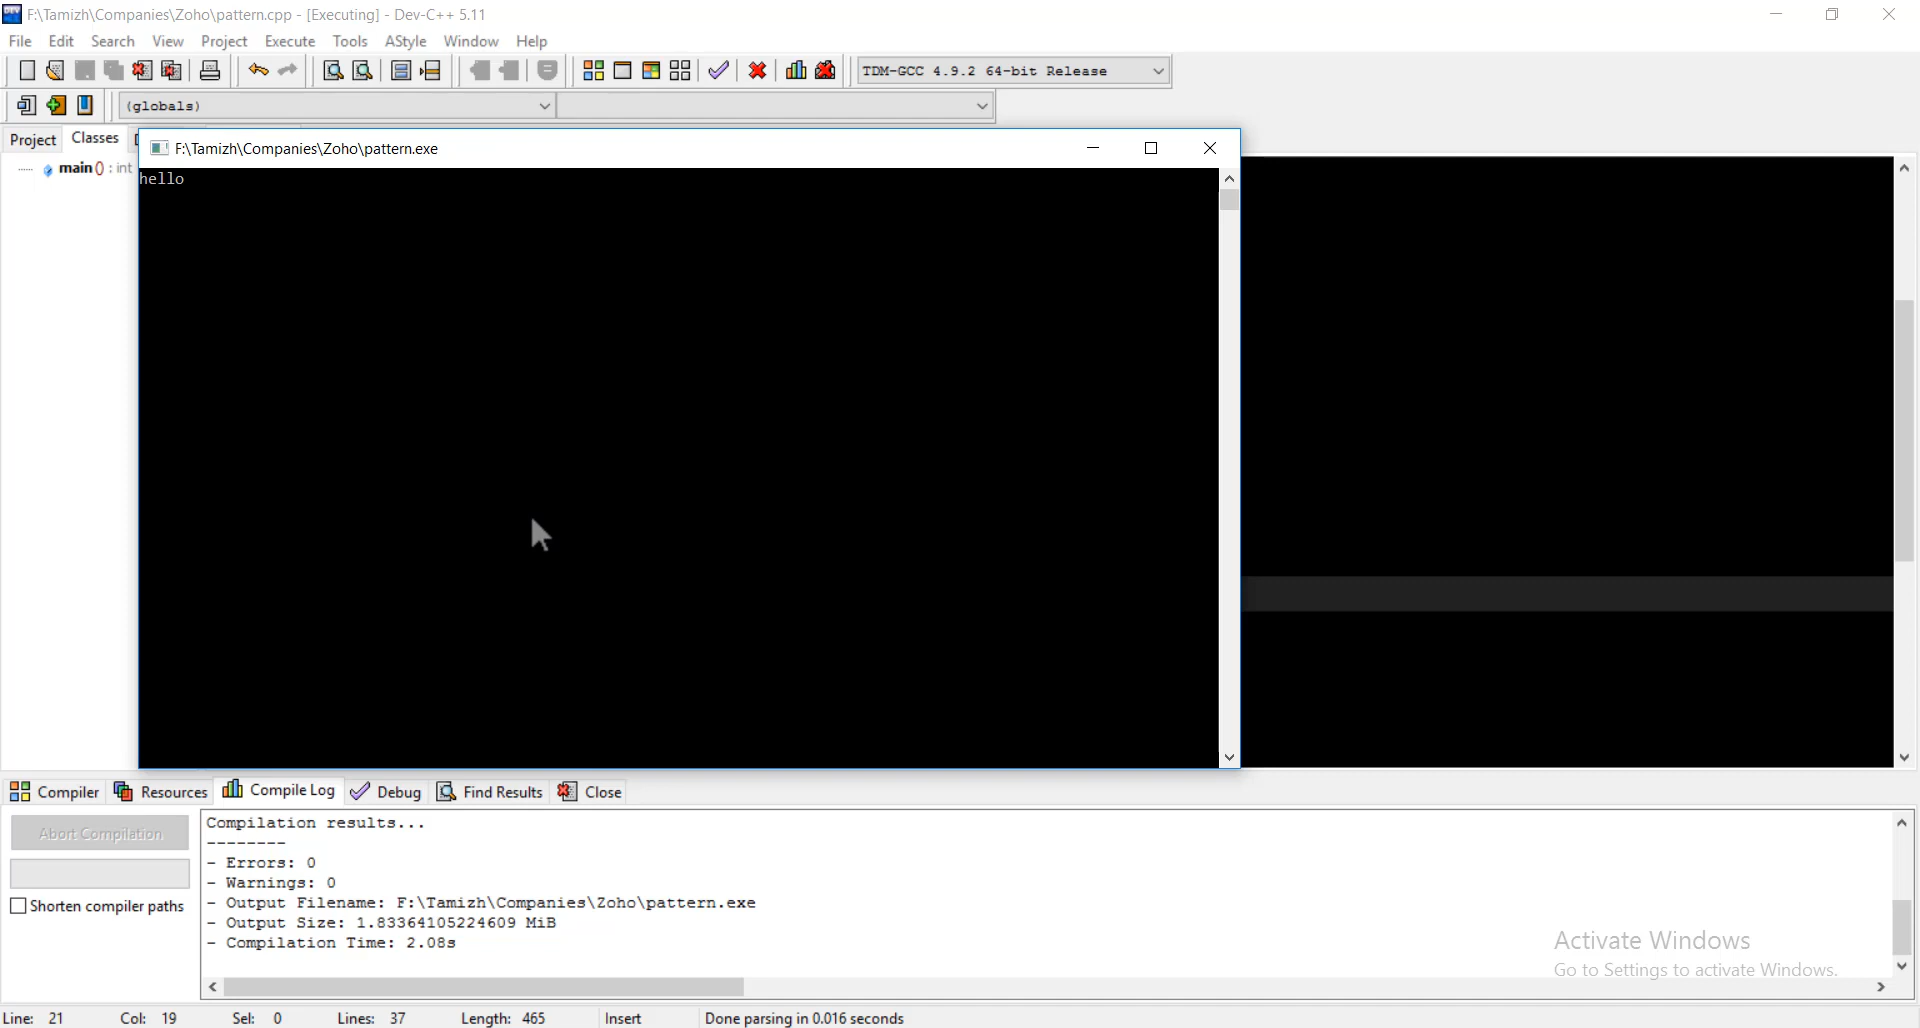 F:\Tamizh\Companies\Zoho\pattern.cpp - [Executing] - Dev-C++ 5.11
File Edit Search View Project Execute Tools AStyle Window Help
TDM-GCC 4.9.2 64-bit Release
(globals)
Project Classes
main () : int
F:\Tamizh\Companies\Zoho\pattern.exe
hello
Compiler Resources Compile Log Debug Find Results Close
Abort Compilation
Shorten compiler paths
Compilation results...
--------
- Errors: 0
- Warnings: 0
- Output Filename: F:\Tamizh\Companies\Zoho\pattern.exe
- Output Size: 1.83364105224609 MiB
- Compilation Time: 2.08s
Activate Windows
Go to Settings to activate Windows.
Line: 21 Col: 19 Sel: 0 Lines: 37 Length: 465 Insert Done parsing in 0.016 seconds